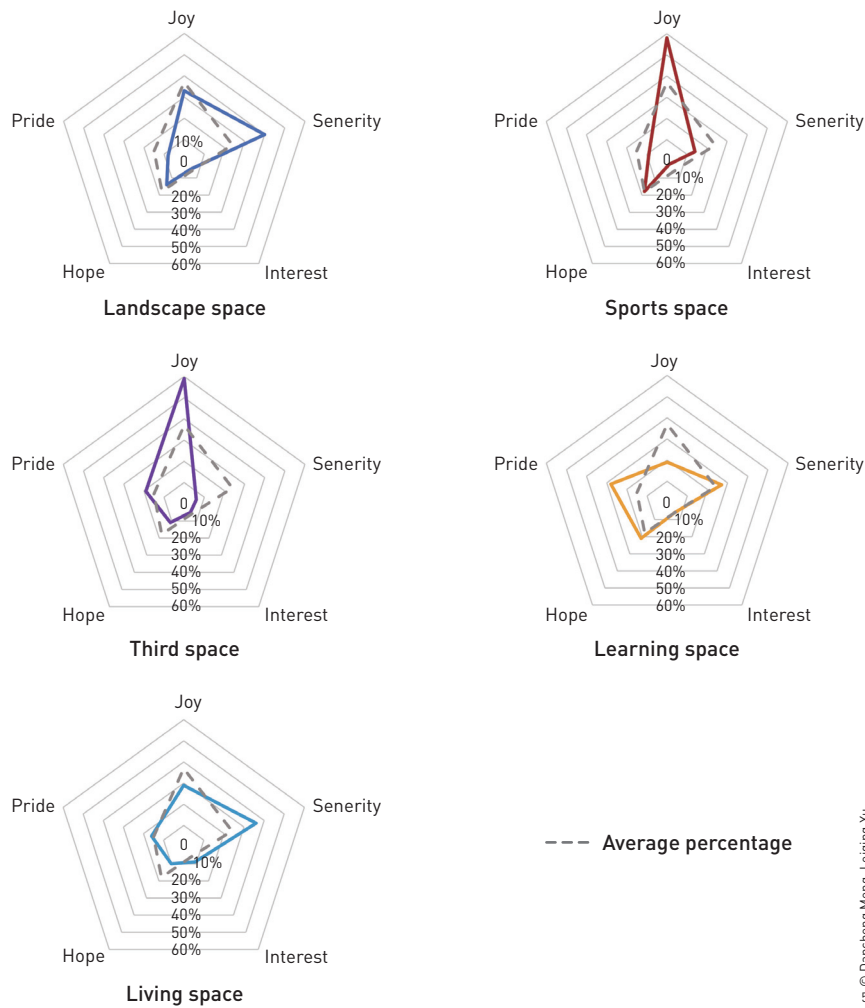 Joy
Pride
Senerity
10%
0
20%
30%
40%
50%
60%
Hope
Interest
Landscape space
Joy
Pride
Senerity
0
10%
20%
30%
40%
50%
60%
Hope
Interest
Sports space
Joy
Pride
Senerity
0
10%
20%
30%
40%
50%
60%
Hope
Interest
Third space
Joy
Pride
Senerity
0
10%
20%
30%
40%
50%
60%
Hope
Interest
Learning space
Joy
Pride
Senerity
0
10%
20%
30%
40%
50%
60%
Hope
Interest
Living space
Average percentage